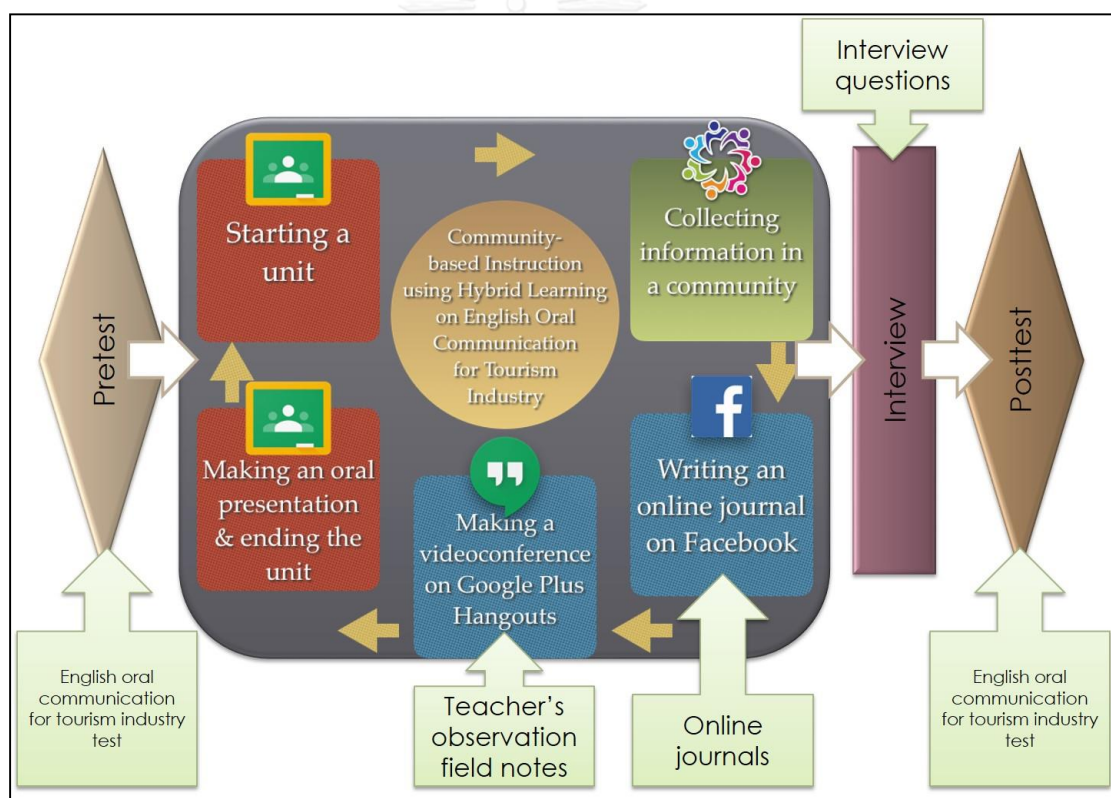 Interview
questions
Pretest
Starting a
unit
Community-
based Instruction
using Hybrid Learning
on English Oral
Communication
for Tourism
Industry
Collecting
information in
a community
Interview
Posttest
Making an oral
presentation
& ending the
unit
Making a
videoconference
on Google Plus
Hangouts
Writing an
online journal
on Facebook
English oral
communication
for tourism industry
test
Teacher’s
observation
field notes
Online
journals
English oral
communication
for tourism industry
test